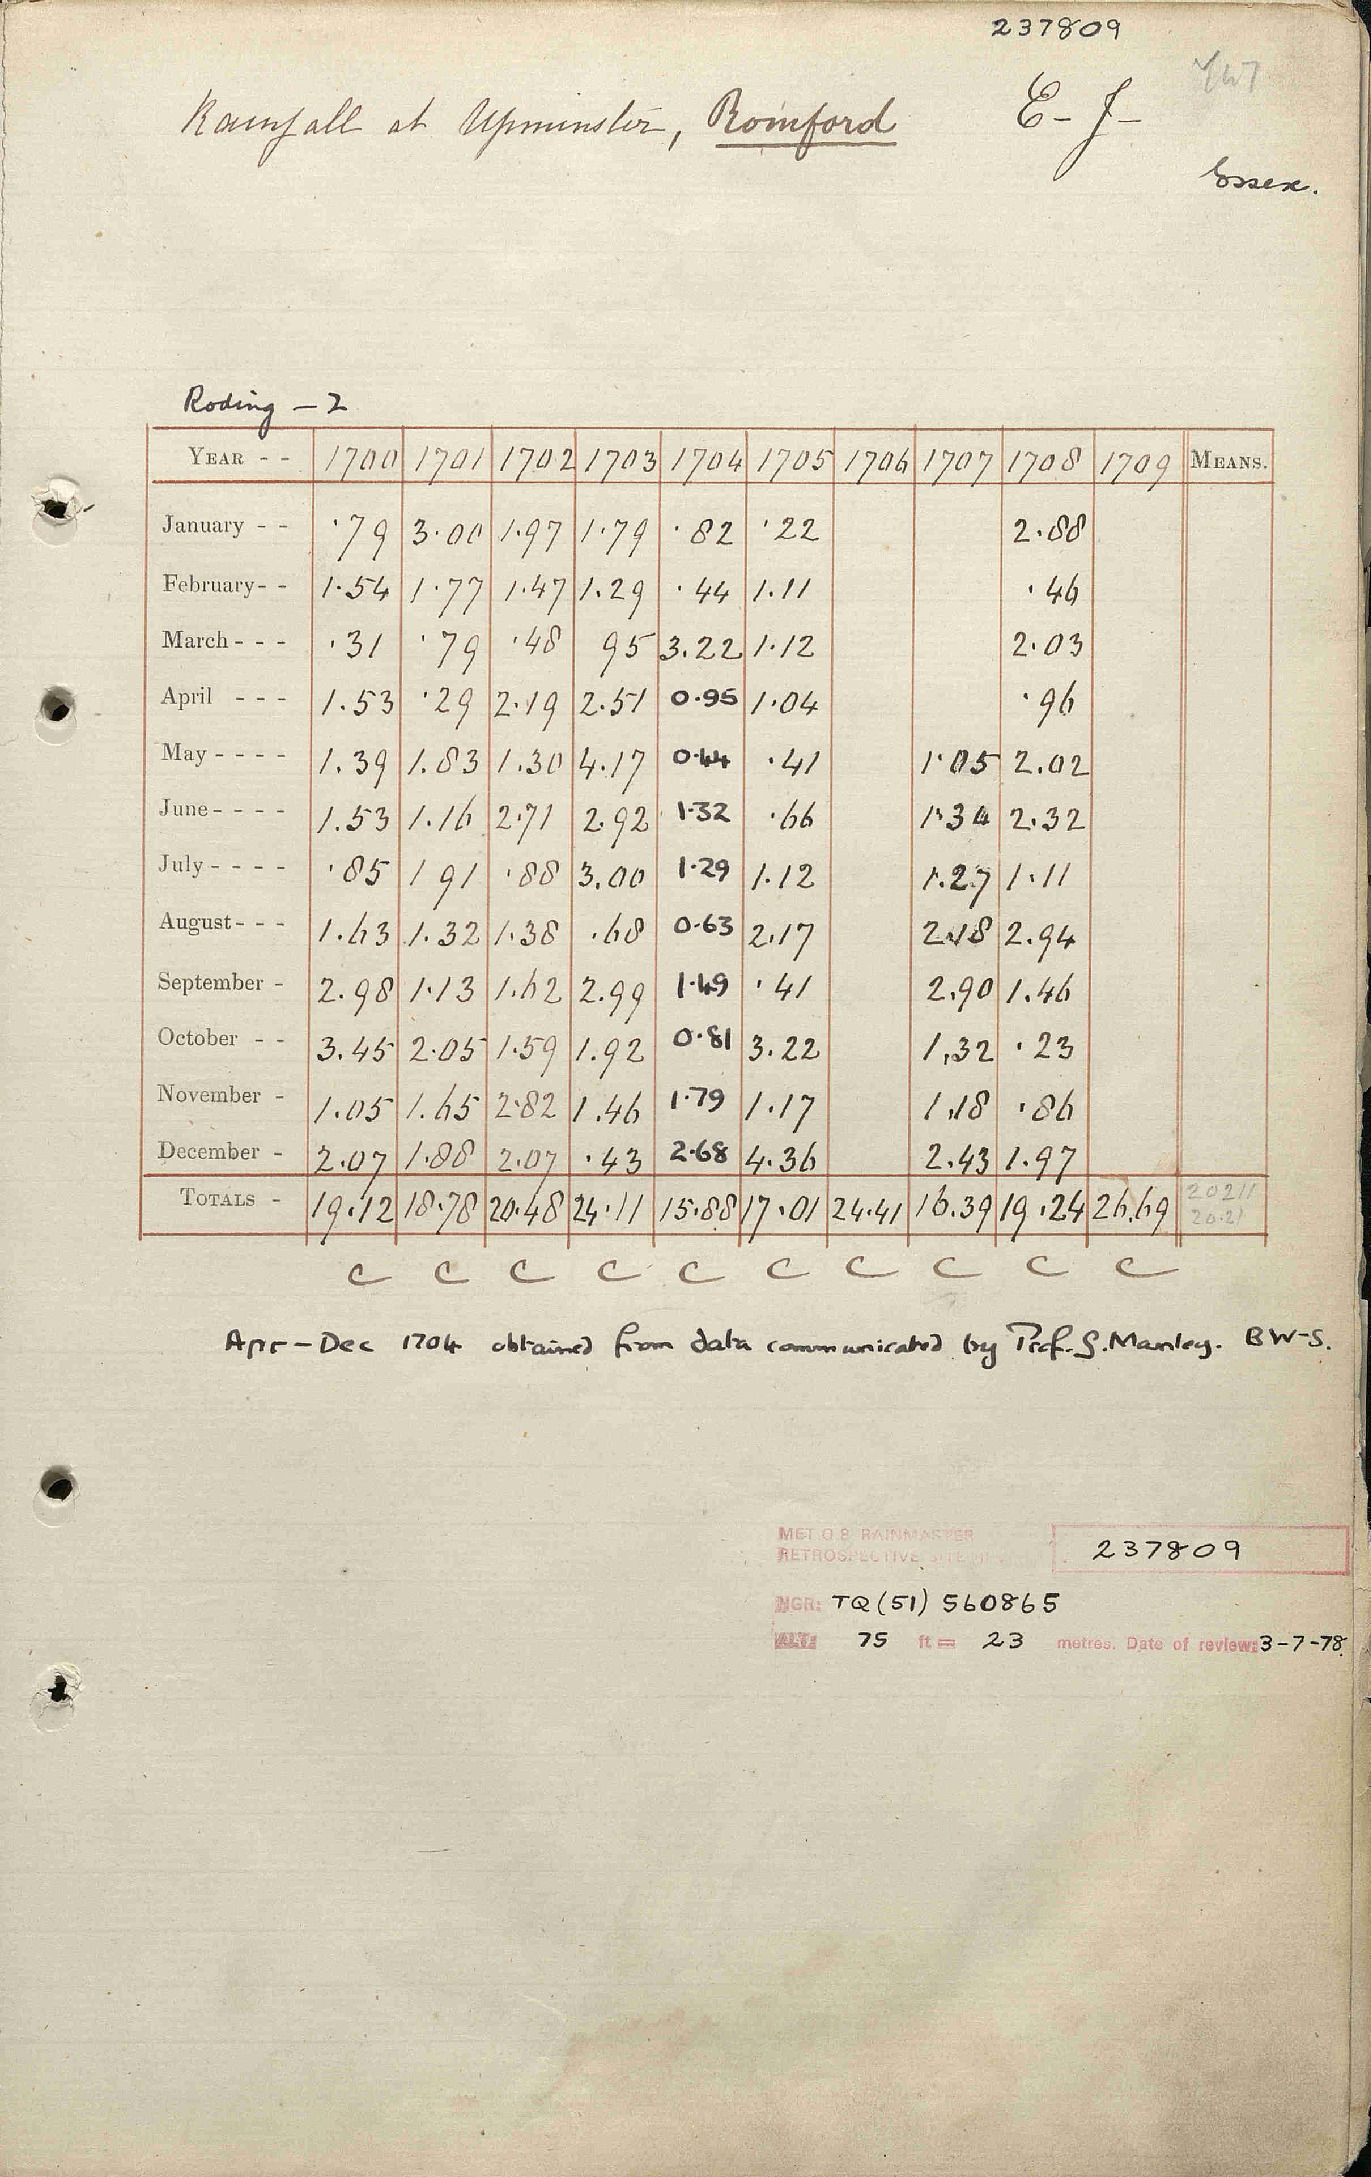 237809
Rainfall at Upminster, Romford E-J-
Essex.
Roding - 2
YEAR - - 1700 1701 1702 1703 1704 1705 1706 1707 1708 1709 MEANS.
January - - ·79 3·00 1·97 1·79 ·82 ·22 2·88
February - - 1·54 1·77 1·47 1.29 ·44 1.11 ·46
March - - - ·31 ·79 ·48 95 3.22 1·12 2·03
April - - - 1.53 ·29 2·19 2·51 0·95 1·04 ·96
May - - - - 1.39 1.83 1·30 4·17 0·44 ·41 1·05 2.02
June - - - - 1.53 1·16 2·71 2.92 1·32 ·66 1·34 2.32
July - - - - ·85 1 91 ·88 3.00 1·29 1·12 1.27 1·11
August - - - 1.63 1.32 1·38 ·68 0·63 2.17 2.18 2.94
September - 2.98 1·13 1.62 2.99 1·49 ·41 2.90 1.46
October - - 3.45 2·05 1·59 1.92 0·81 3.22 1.32 ·23
November - 1.05 1.65 2·82 1.46 1·79 1·17 1.18 ·86
December - 2.07 1.88 2.07 ·43 2·68 4.36 2.43 1.97
TOTALS - 19.12 18·78 20·48 24·11 15·88 17·01 24·41 16.39 19.24 26.69 20211
20·21
C C C C C C C C C C
Apr-Dec 1704 obtained from data communicated by Prof. G. Manley. BW-S.
MET.O.8 RAINMASTER
RETROSPECTIVE SITE 237809
NGR: TQ (51) 560865
ALT: 75 ft = 23 metres. Date of review: 3-7-78.